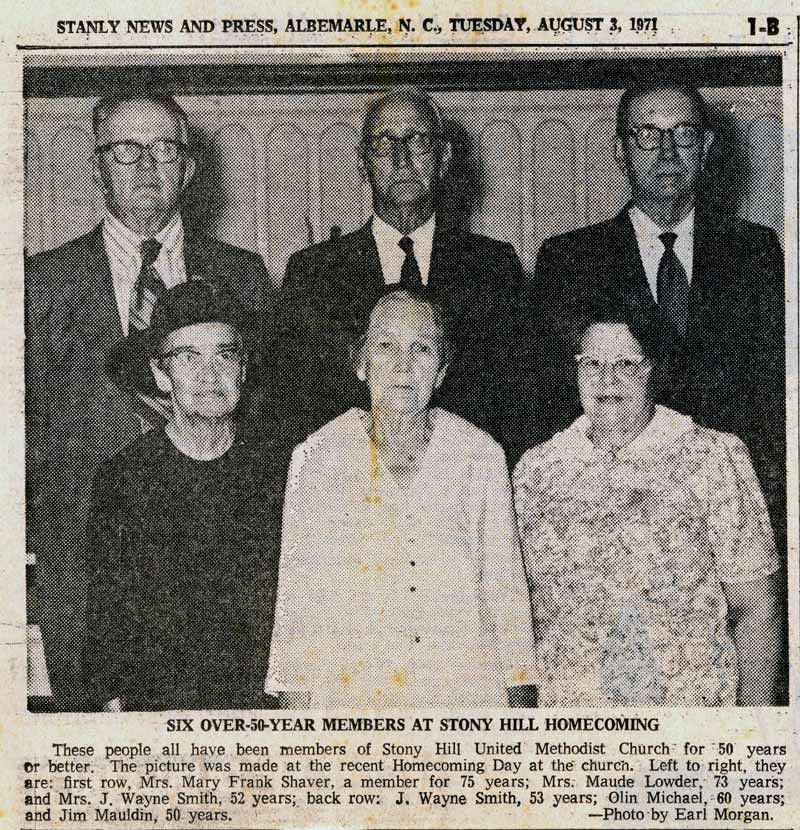 STANLY NEWS AND PRESS, ALBEMARLE, N. C., TUESDAY, AUGUST 3, 1971 1-B
SIX OVER-50-YEAR MEMBERS AT STONY HILL HOMECOMING
These people all have been members of Stony Hill United Methodist Church for 50 years
or better. The picture was made at the recent Homecoming Day at the church. Left to right, they
are: first row, Mrs. Mary Frank Shaver, a member for 75 years; Mrs. Maude Lowder, 73 years;
and Mrs. J. Wayne Smith, 52 years; back row: J. Wayne Smith, 53 years; Olin Michael, 60 years;
and Jim Mauldin, 50 years. —Photo by Earl Morgan.